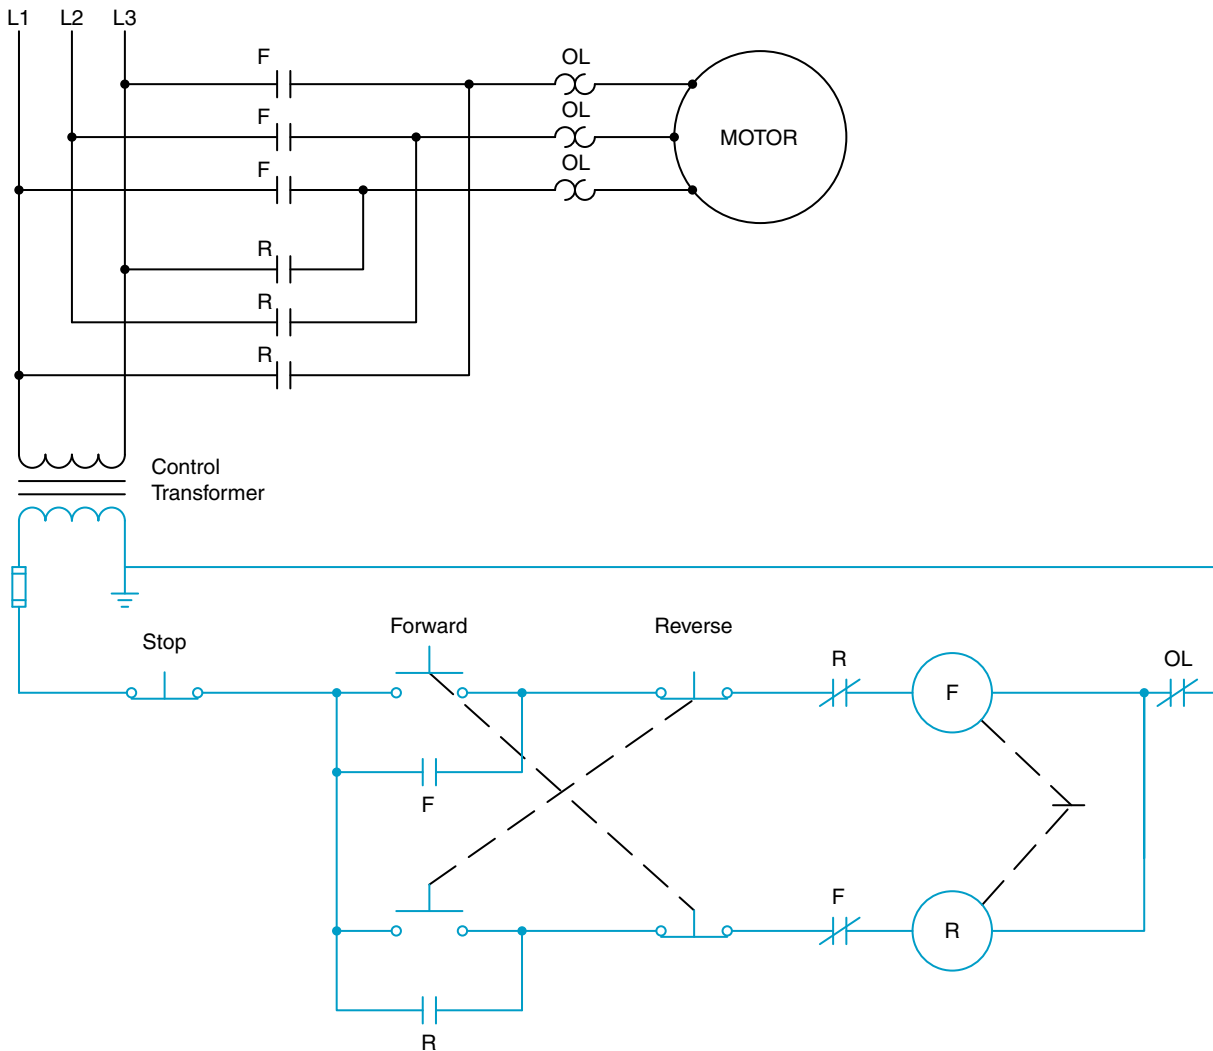 L1 L2 L3
F
OL
F
OL
MOTOR
F
OL
R
R
R
Control
Transformer
Stop
Forward
Reverse
R
F
OL
F
F
R
R